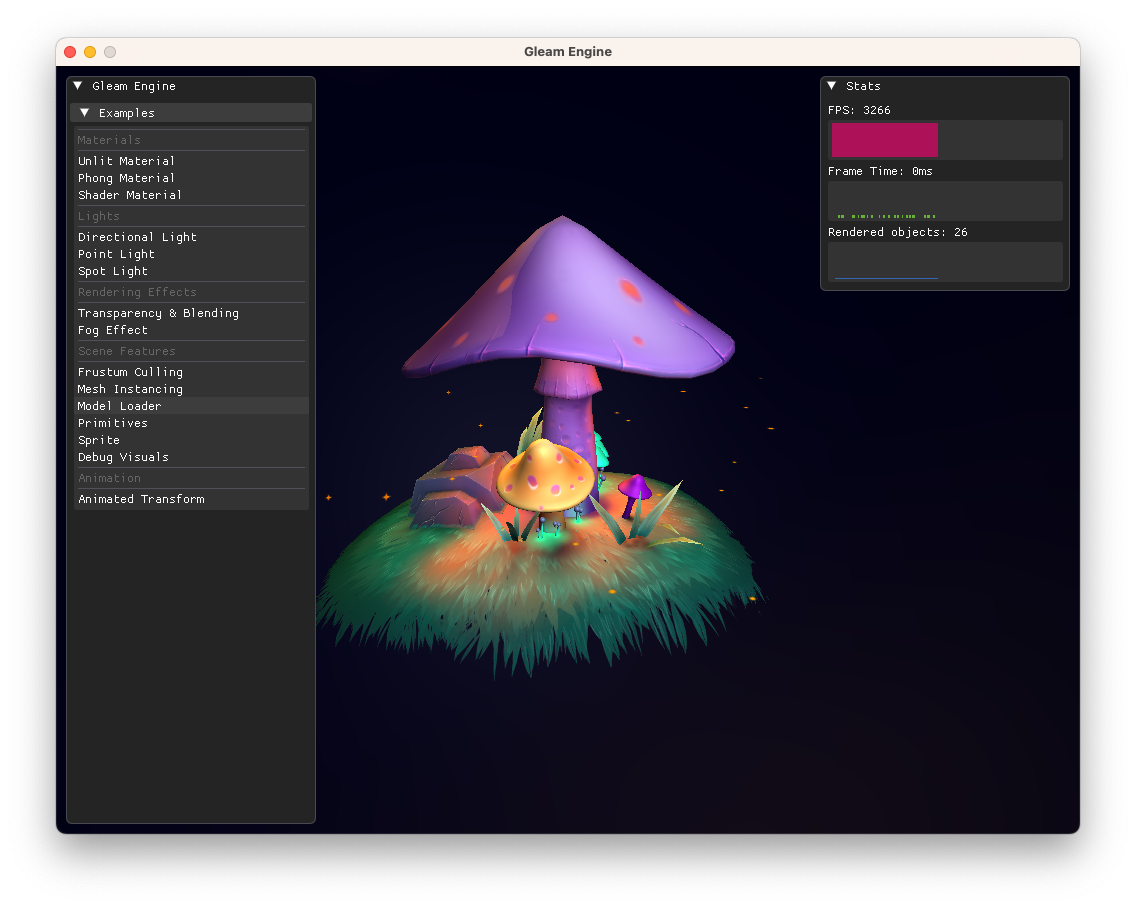 Gleam Engine
Gleam Engine
Examples
Materials
Unlit Material
Phong Material
Shader Material
Lights
Directional Light
Point Light
Spot Light
Rendering Effects
Transparency & Blending
Fog Effect
Scene Features
Frustum Culling
Mesh Instancing
Model Loader
Primitives
Sprite
Debug Visuals
Animation
Animated Transform
Stats
FPS: 3266
Frame Time: 0ms
Rendered objects: 26